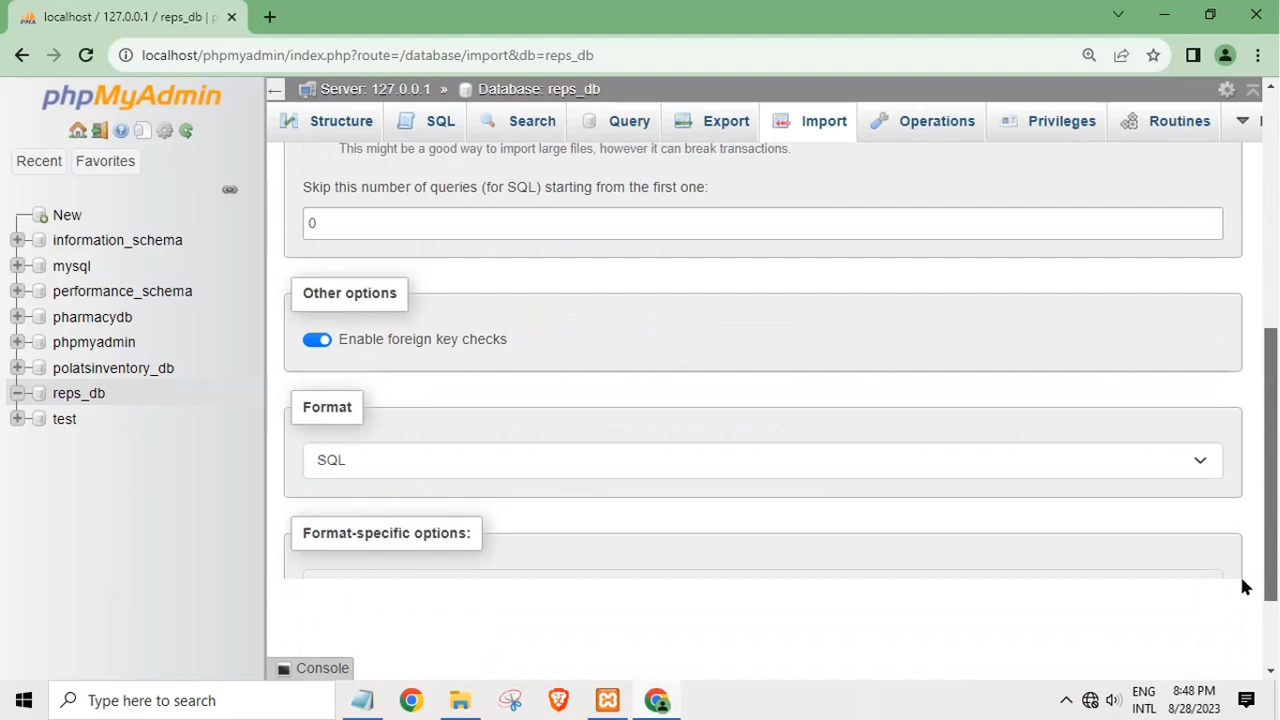 localhost / 127.0.0.1 / reps_db | p
localhost/phpmyadmin/index.php?route=/database/import&db=reps_db
phpMyAdmin
Recent
Favorites
New
information_schema
mysql
performance_schema
pharmacydb
phpmyadmin
polatsinventory_db
reps_db
test
Server: 127.0.0.1 » Database: reps_db
Structure
SQL
Search
Query
Export
Import
Operations
Privileges
Routines
This might be a good way to import large files, however it can break transactions.
Skip this number of queries (for SQL) starting from the first one:
0
Other options
Enable foreign key checks
Format
SQL
Format-specific options:
Console
Type here to search
ENG
INTL
8:48 PM
8/28/2023